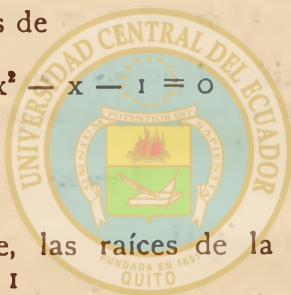 s de
x² — x — 1 = 0
UNIVERSIDAD CENTRAL DEL ECUADOR
OMNIUM POTENTIOR EST SAPIENTIA
e, las raíces de la
FUNDADA EN 1651
QUITO
1